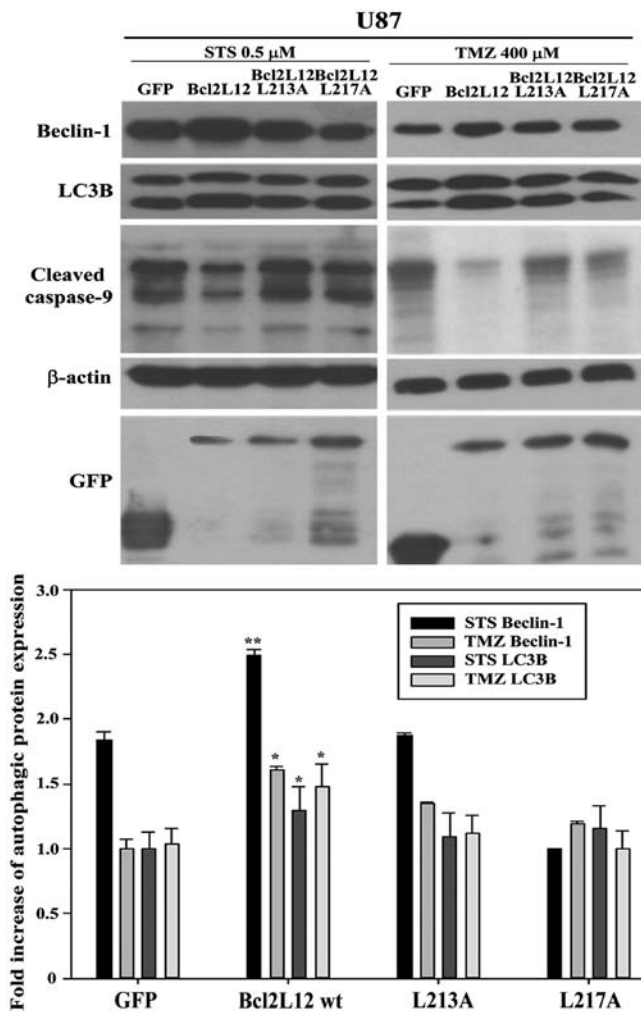 U87
STS 0.5 μM
TMZ 400 μM
GFP Bcl2L12 Bcl2L12 L213A Bcl2L12 L217A
GFP Bcl2L12 Bcl2L12 L213A Bcl2L12 L217A
Beclin-1
LC3B
Cleaved
caspase-9
β-actin
GFP
Fold increase of autophagic protein expression
3.0
2.5
2.0
1.5
1.0
0.5
0
**
*
*
*
STS Beclin-1
TMZ Beclin-1
STS LC3B
TMZ LC3B
GFP Bcl2L12 wt L213A L217A